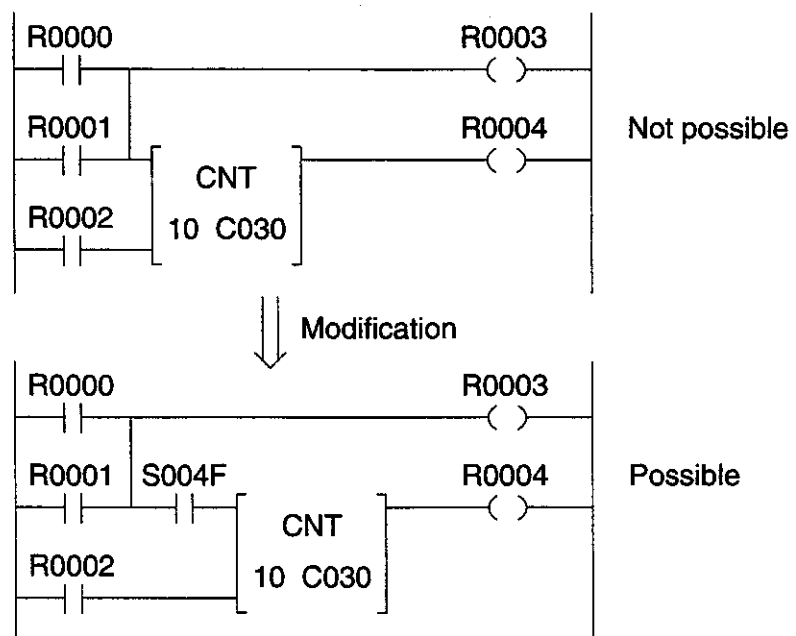 R0000 R0003
R0001 R0004 Not possible
CNT
R0002 10 C030
Modification
R0000 R0003
R0001 S004F R0004 Possible
CNT
R0002 10 C030